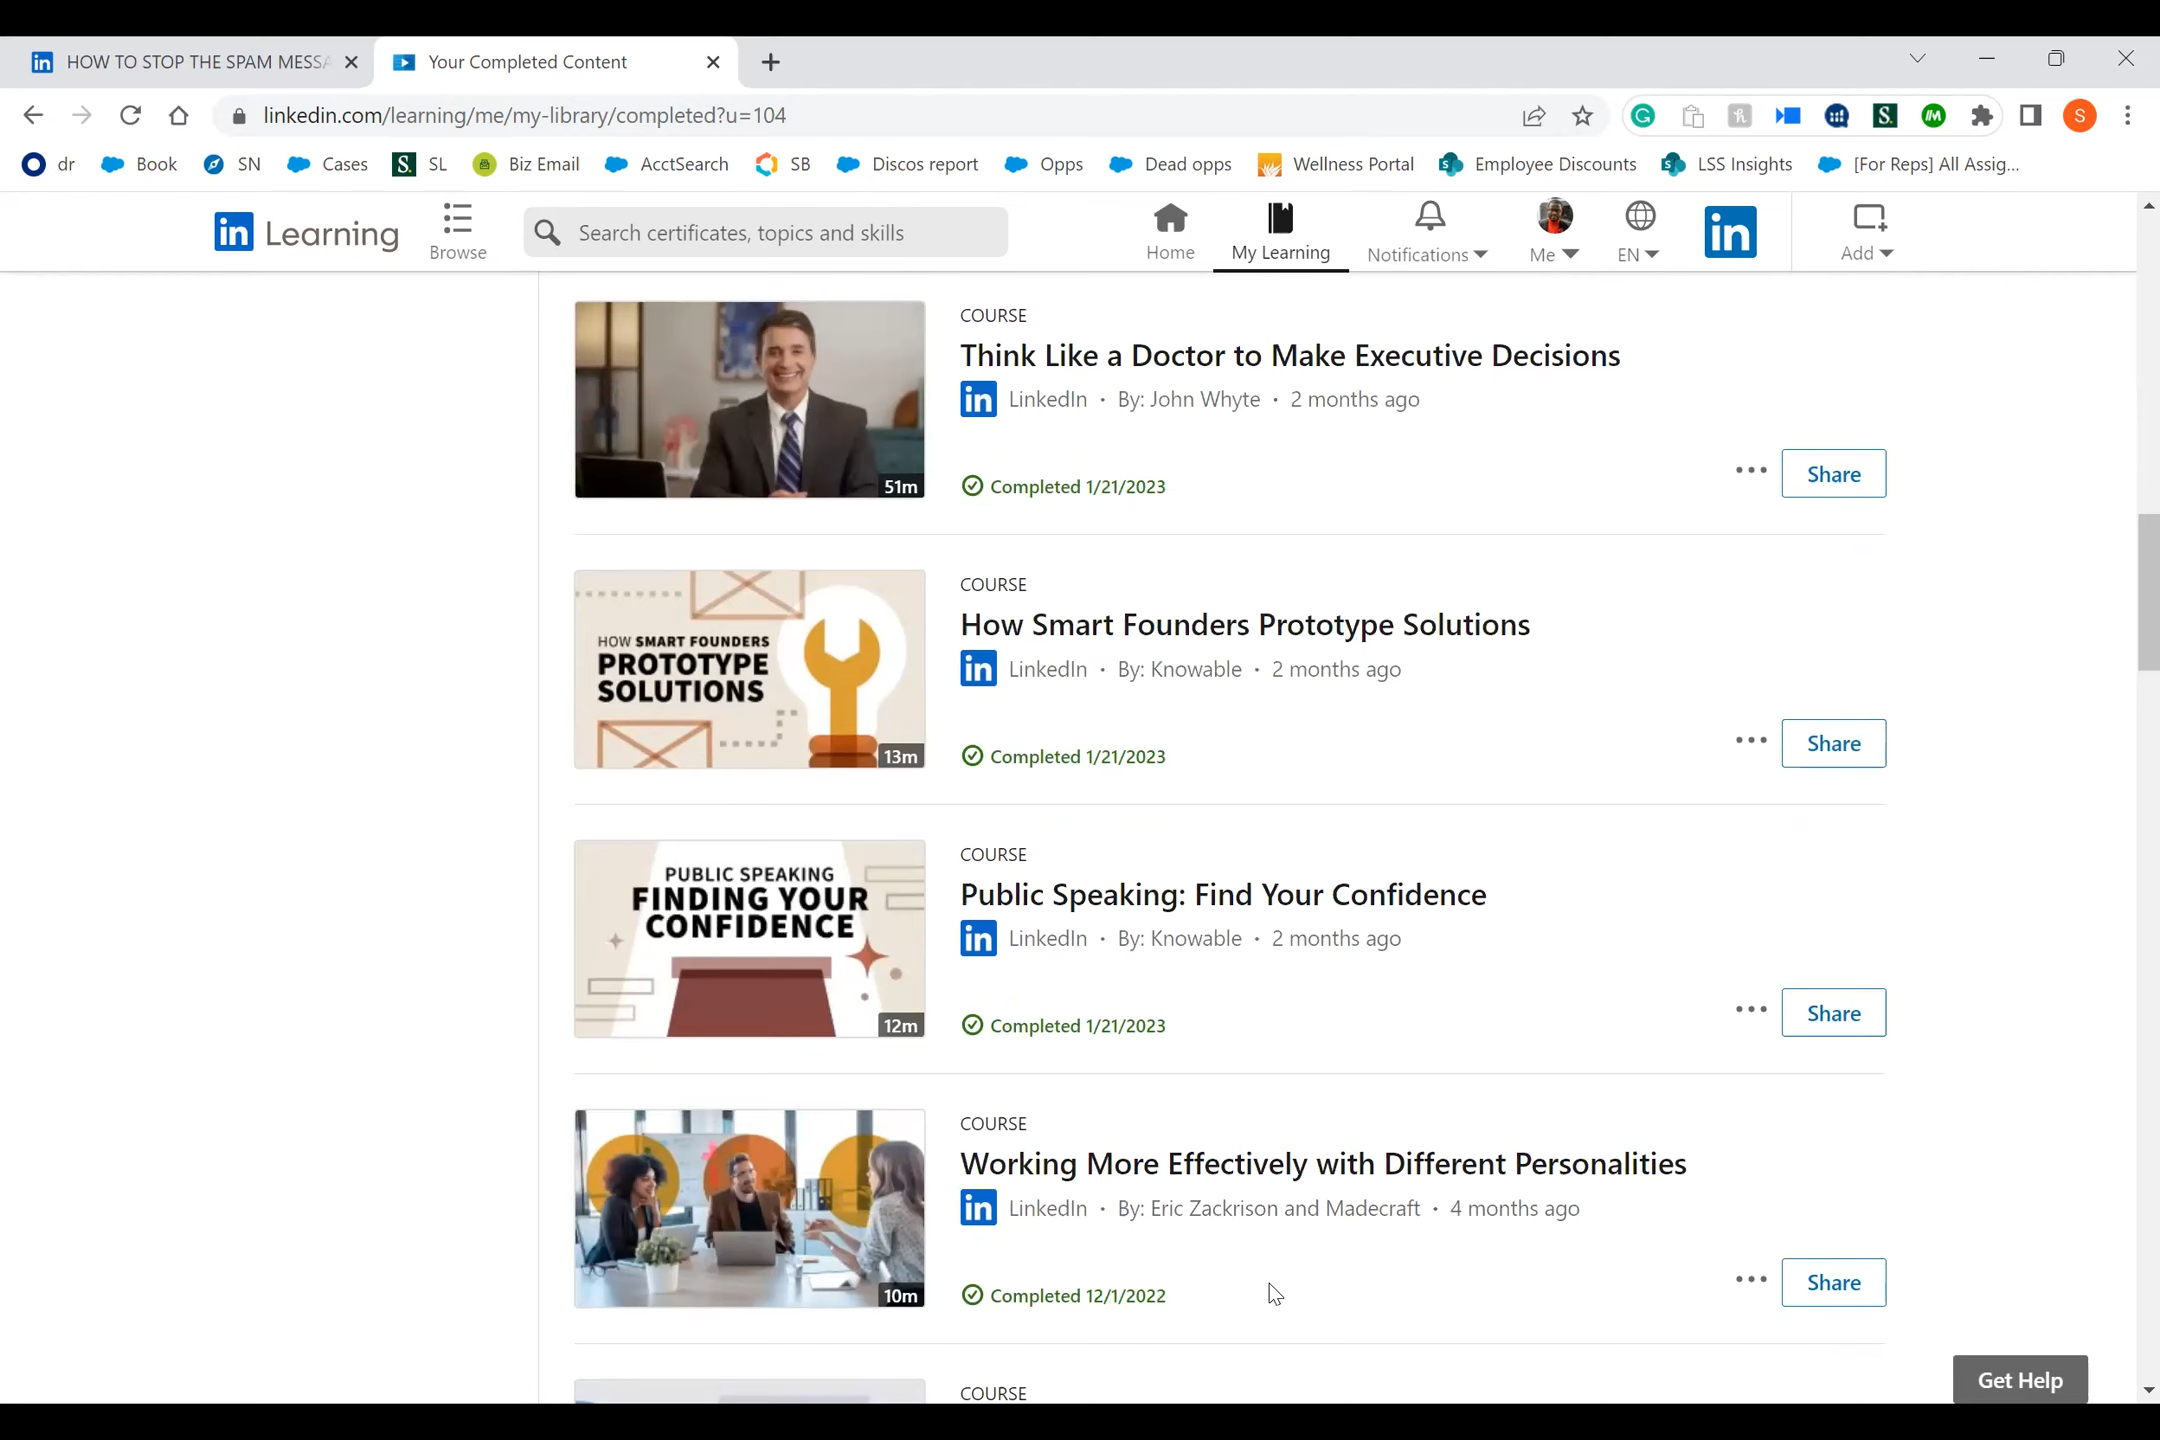 HOW TO STOP THE SPAM MESSA
Your Completed Content
linkedin.com/learning/me/my-library/completed?u=104
S
dr
Book
SN
Cases
SL
Biz Email
AcctSearch
SB
Discos report
Opps
Dead opps
Wellness Portal
Employee Discounts
LSS Insights
[For Reps] All Assig...
in Learning
Browse
Search certificates, topics and skills
Home
My Learning
Notifications
Me
EN
in
Add
51m
COURSE
Think Like a Doctor to Make Executive Decisions
in LinkedIn · By: John Whyte · 2 months ago
Completed 1/21/2023
Share
HOW SMART FOUNDERS
PROTOTYPE
SOLUTIONS
13m
COURSE
How Smart Founders Prototype Solutions
in LinkedIn · By: Knowable · 2 months ago
Completed 1/21/2023
Share
PUBLIC SPEAKING
FINDING YOUR
CONFIDENCE
12m
COURSE
Public Speaking: Find Your Confidence
in LinkedIn · By: Knowable · 2 months ago
Completed 1/21/2023
Share
10m
COURSE
Working More Effectively with Different Personalities
in LinkedIn · By: Eric Zackrison and Madecraft · 4 months ago
Completed 12/1/2022
Share
COURSE
Get Help